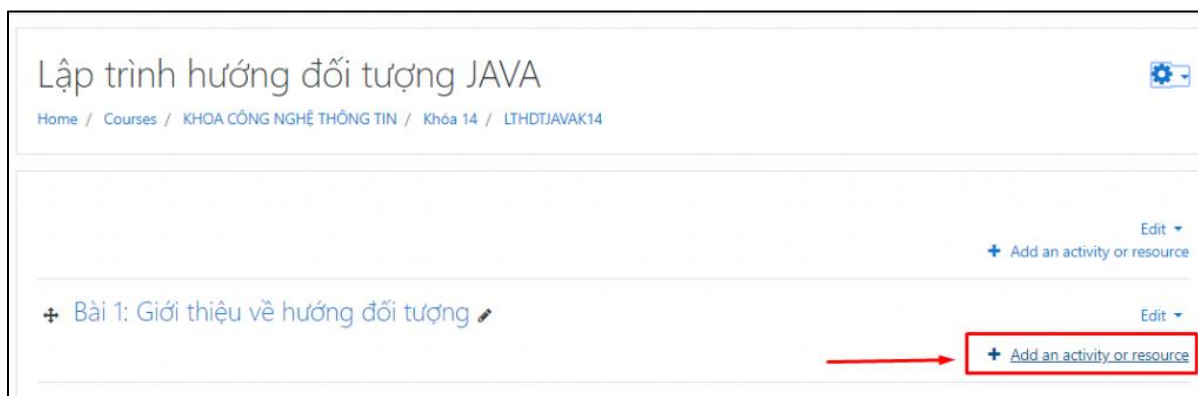 Lập trình hướng đối tượng JAVA
Home / Courses / KHOA CÔNG NGHỆ THÔNG TIN / Khóa 14 / LTHDTJAVAK14
Edit
+ Add an activity or resource
Bài 1: Giới thiệu về hướng đối tượng
Edit
+ Add an activity or resource